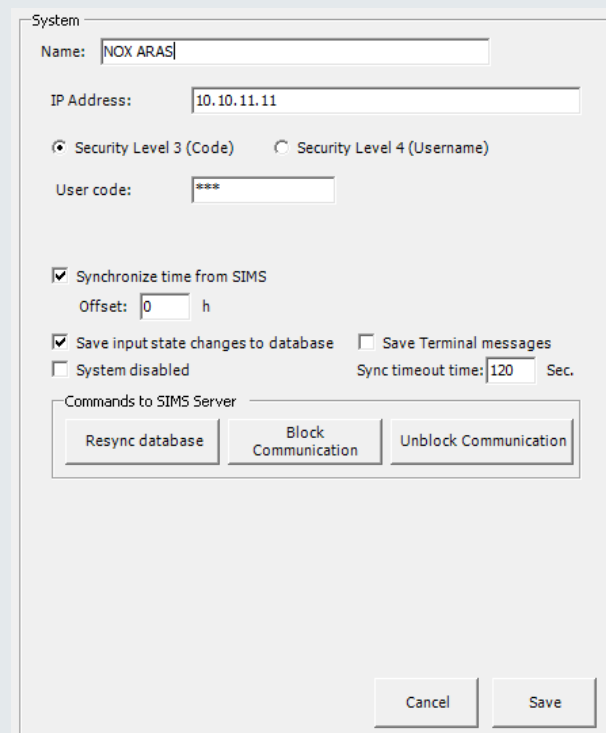 System
Name: NOX ARAS
IP Address: 10.10.11.11
Security Level 3 (Code) Security Level 4 (Username)
User code: ***
Synchronize time from SIMS
Offset: 0 h
Save input state changes to database Save Terminal messages
System disabled Sync timeout time: 120 Sec.
Commands to SIMS Server
Resync database Block Communication Unblock Communication
Cancel Save